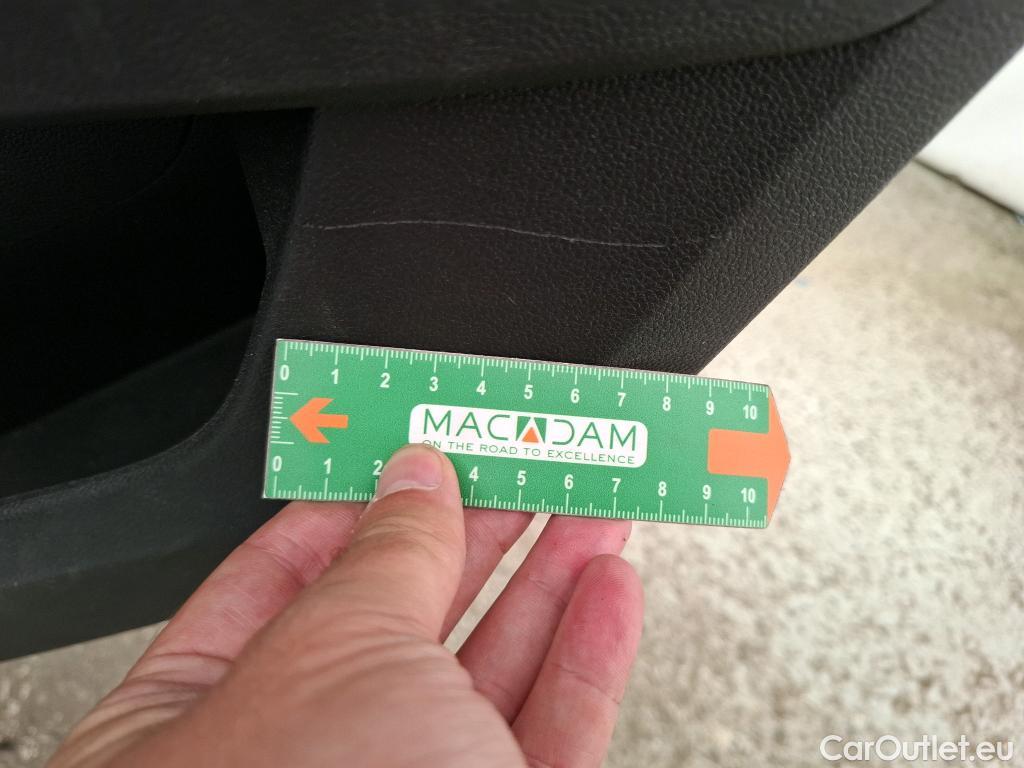 0 1 2 3 4 5 6 7 8 9 10
MACADAM
ON THE ROAD TO EXCELLENCE
0 1 2 4 5 6 7 8 9 10
CarOutlet.eu